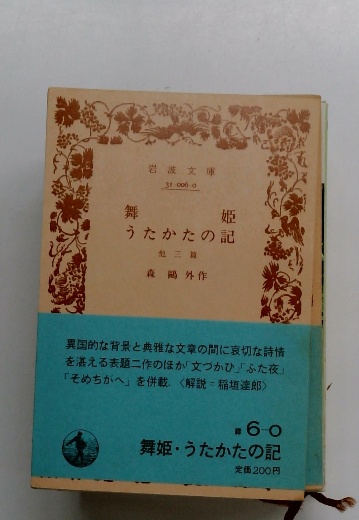 岩波文庫
31-006-0
舞姫
うたかたの記
他三篇
森鷗外作
異国的な背景と典雅な文章の間に哀切な詩情
を湛える表題二作のほか「文づかひ」「ふた夜」
「そめちがへ」を併載.〈解説=稲垣達郎〉
緑6-0
舞姫・うたかたの記
定価200円